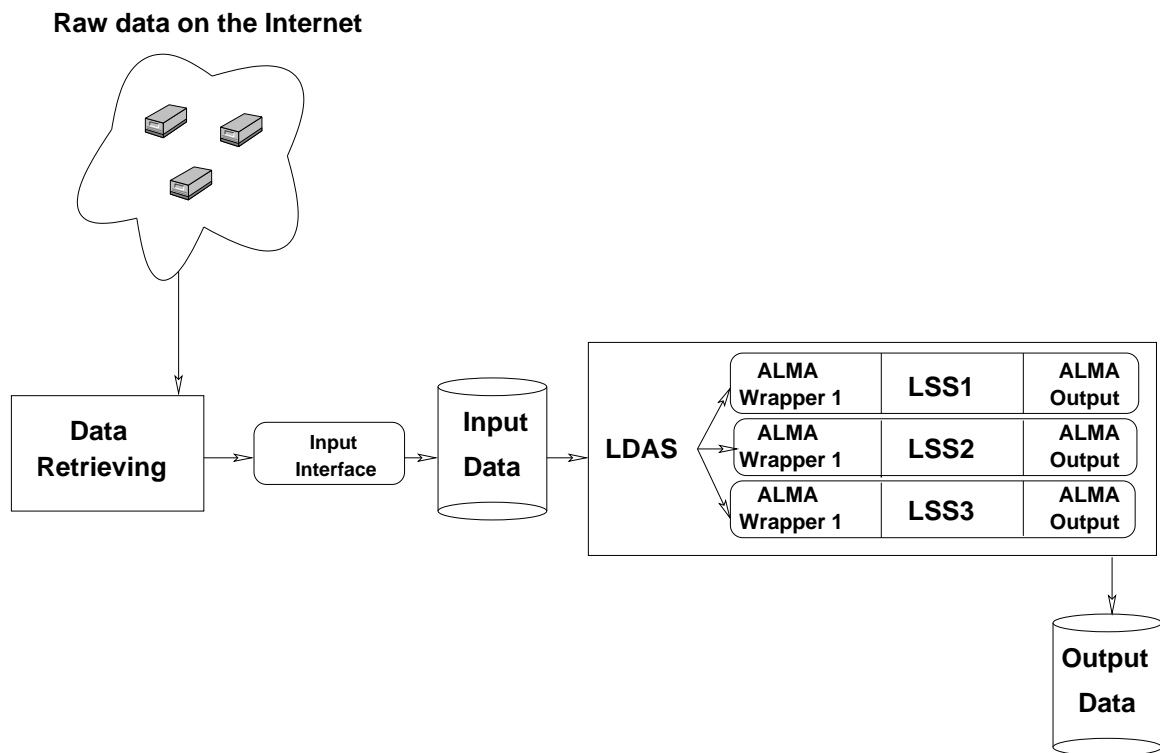 Raw data on the Internet
Data
Retrieving
Input
Interface
Input
Data
LDAS
ALMA
Wrapper 1
LSS1
ALMA
Output
ALMA
Wrapper 1
LSS2
ALMA
Output
ALMA
Wrapper 1
LSS3
ALMA
Output
Output
Data